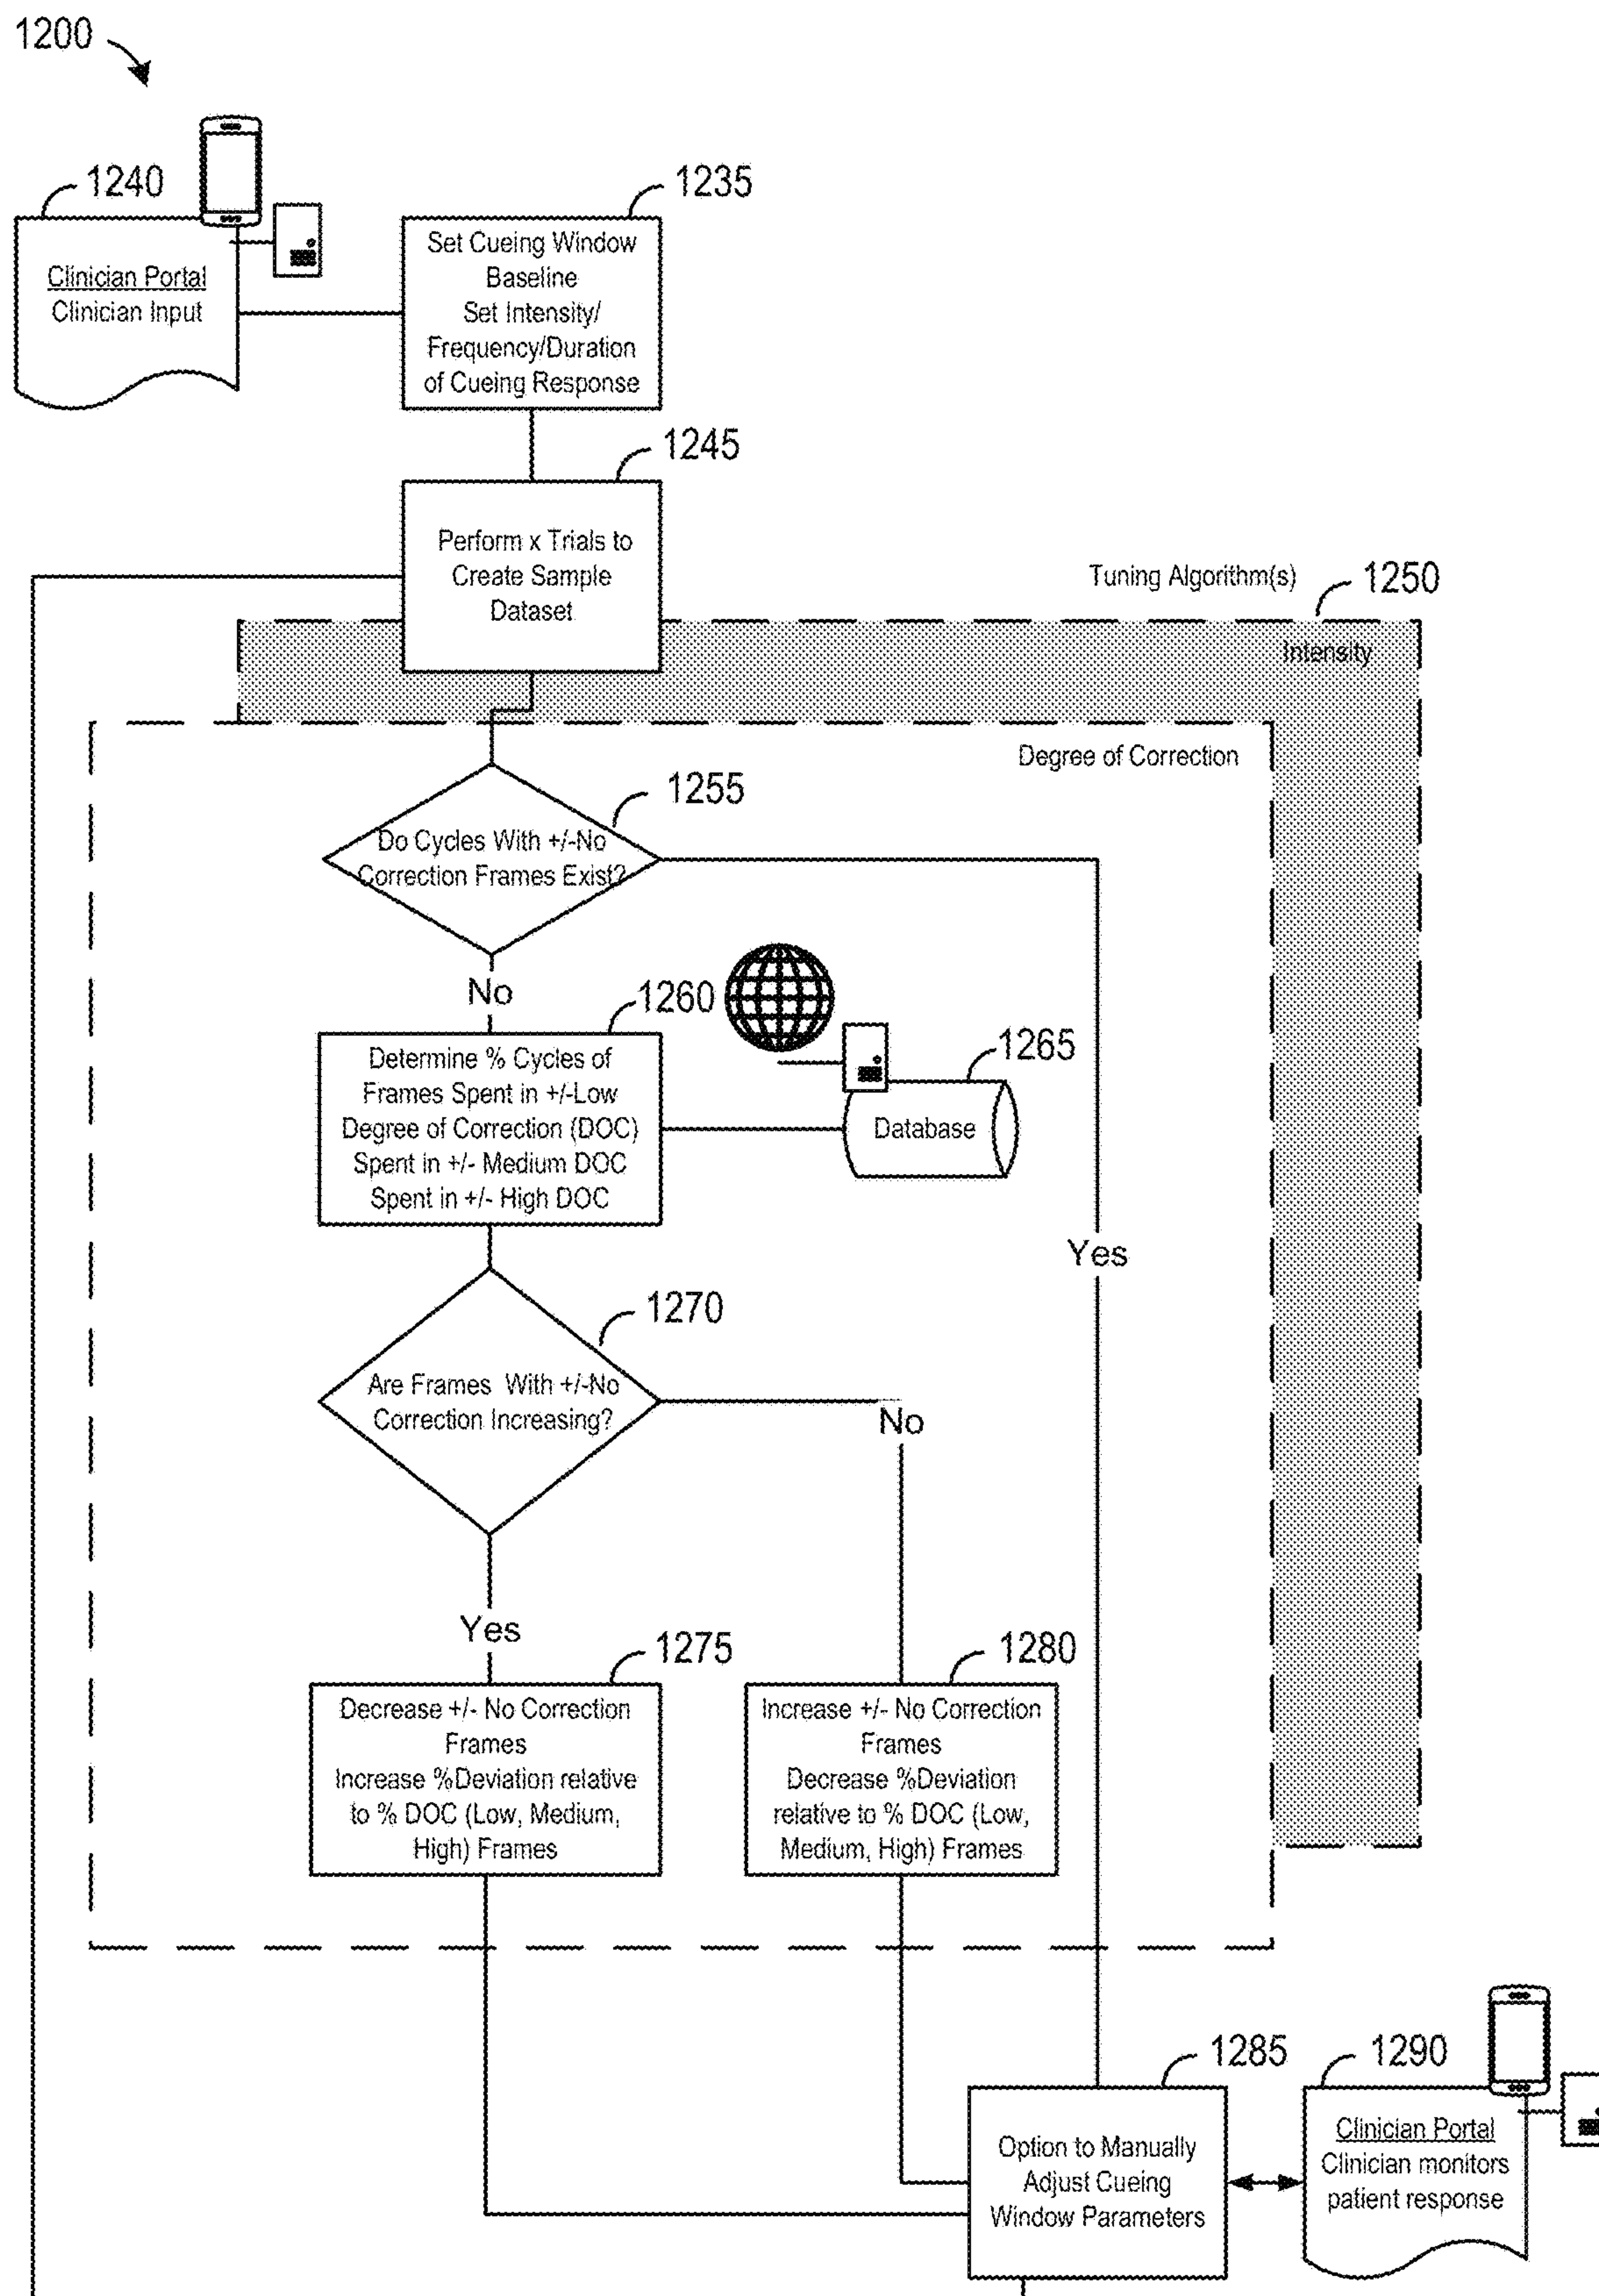 1200
1240
Clinician Portal
Clinician Input
1235
Set Cueing Window
Baseline
Set Intensity/
Frequency/Duration
of Cueing Response
1245
Perform x Trials to
Create Sample
Dataset
Tuning Algorithm(s)
1250
Intensity
Degree of Correction
1255
Do Cycles With +/-No
Correction Frames Exist?
No
1260
Determine % Cycles of
Frames Spent in +/-Low
Degree of Correction (DOC)
Spent in +/- Medium DOC
Spent in +/- High DOC
1265
Database
Yes
1270
Are Frames With +/-No
Correction Increasing?
No
Yes
1275
Decrease +/- No Correction
Frames
Increase %Deviation relative
to % DOC (Low, Medium,
High) Frames
1280
Increase +/- No Correction
Frames
Decrease %Deviation
relative to % DOC (Low,
Medium, High) Frames
1285
Option to Manually
Adjust Cueing
Window Parameters
1290
Clinician Portal
Clinician monitors
patient response